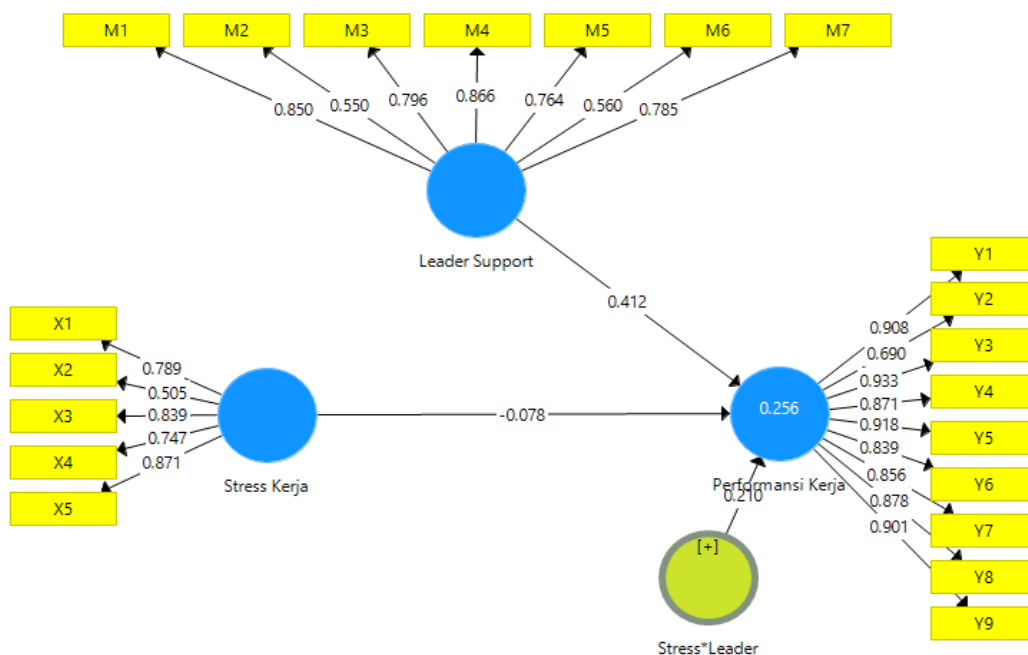 M1 M2 M3 M4 M5 M6 M7
0.850 0.550 0.796 0.866 0.764 0.560 0.785
Leader Support
0.412
X1
X2
X3
X4
X5
0.789
0.505
0.839
0.747
0.871
Stress Kerja
-0.078
0.256
Performansi Kerja
0.210
[+]
Stress*Leader
0.908
0.690
0.933
0.871
0.918
0.839
0.856
0.878
0.901
Y1
Y2
Y3
Y4
Y5
Y6
Y7
Y8
Y9